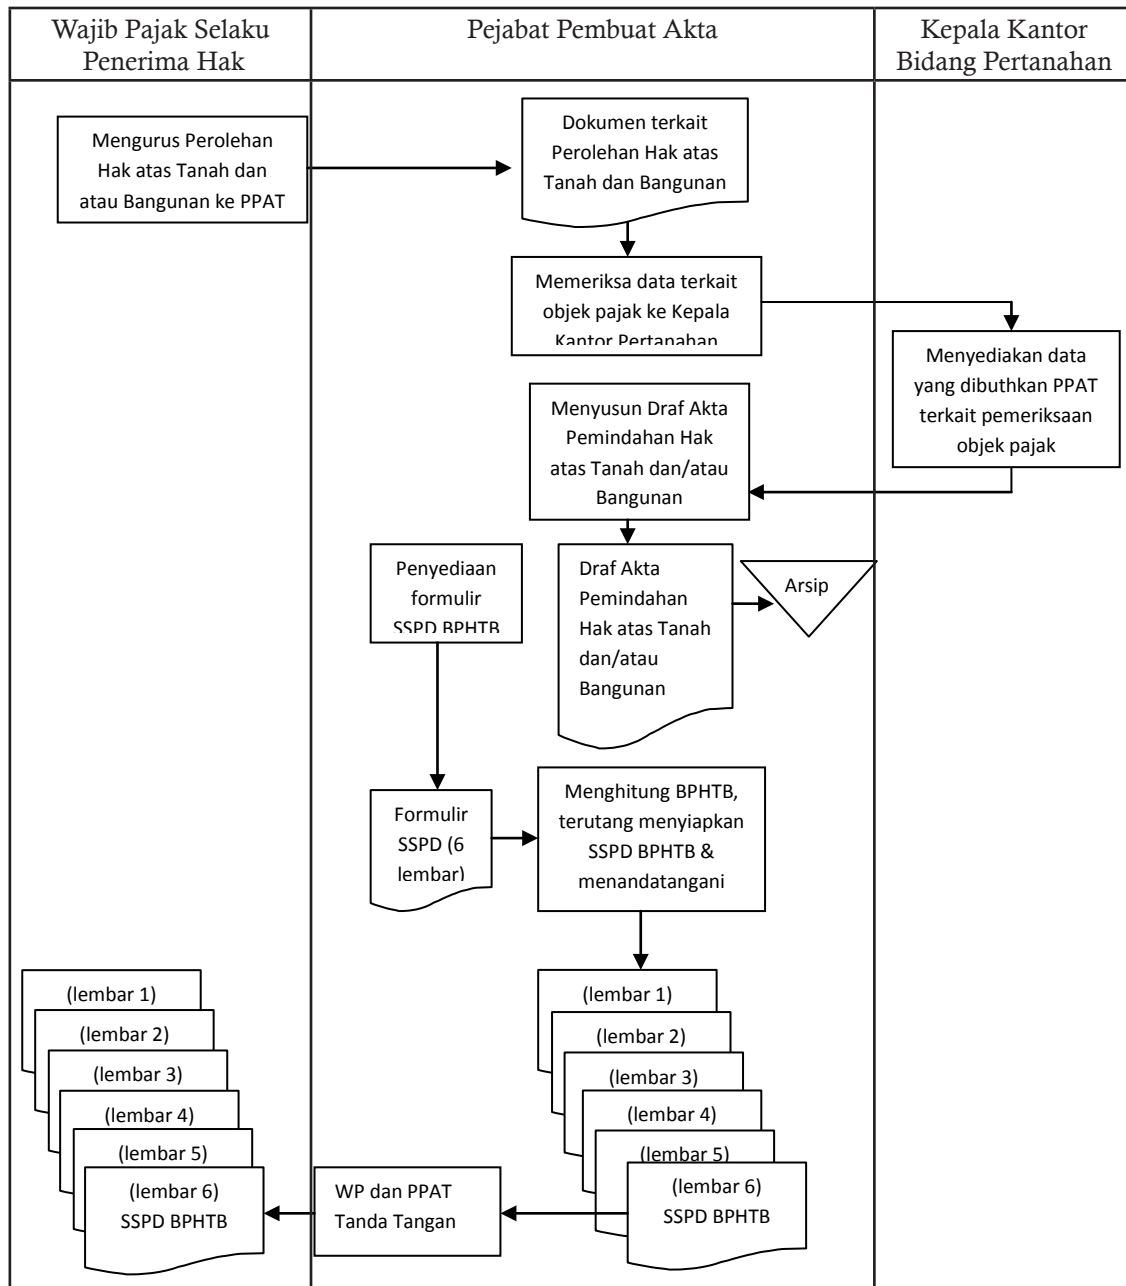 Wajib Pajak Selaku
Penerima Hak
Pejabat Pembuat Akta
Kepala Kantor
Bidang Pertanahan
Mengurus Perolehan
Hak atas Tanah dan
atau Bangunan ke PPAT
Dokumen terkait
Perolehan Hak atas
Tanah dan Bangunan
Memeriksa data terkait
objek pajak ke Kepala
Kantor Pertanahan
Menyediakan data
yang dibuthkan PPAT
terkait pemeriksaan
objek pajak
Menyusun Draf Akta
Pemindahan Hak
atas Tanah dan/atau
Bangunan
Penyediaan
formulir
SSPD BPHTB
Draf Akta
Pemindahan
Hak atas Tanah
dan/atau
Bangunan
Arsip
Formulir
SSPD (6
lembar)
Menghitung BPHTB,
terutang menyiapkan
SSPD BPHTB &
menandatangani
(lembar 1)
(lembar 2)
(lembar 3)
(lembar 4)
(lembar 5)
(lembar 6)
SSPD BPHTB
WP dan PPAT
Tanda Tangan
(lembar 1)
(lembar 2)
(lembar 3)
(lembar 4)
(lembar 5)
(lembar 6)
SSPD BPHTB